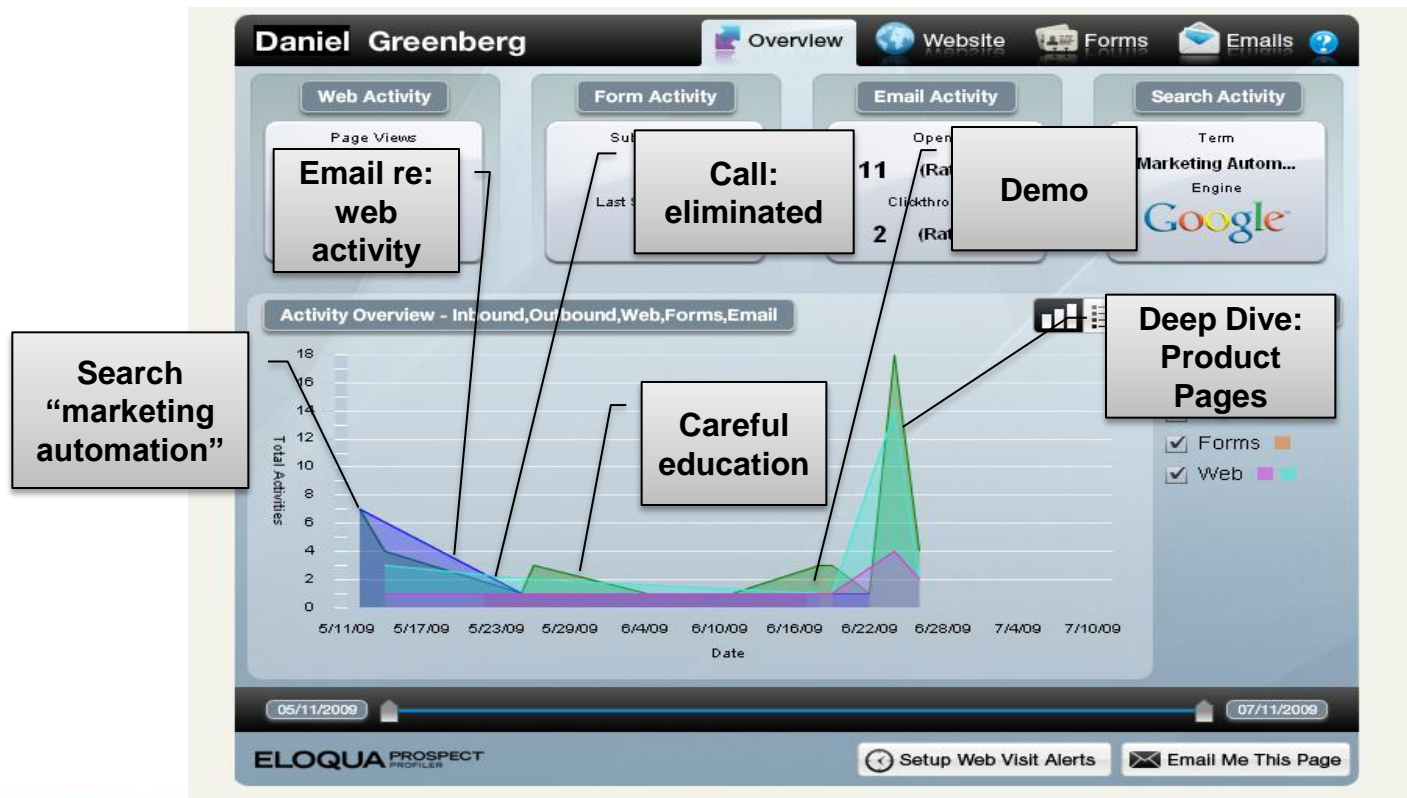 Daniel Greenberg
Overview
Website
Forms
Emails
?
Web Activity
Form Activity
Email Activity
Search Activity
Page Views
Email re:
web
activity
Call:
eliminated
Last
Open
11
Clickthro
2
Demo
Term
Marketing Autom...
Engine
Google
Activity Overview - Inbound,Outbound,Web,Forms,Email
Deep Dive:
Product
Pages
Search
“marketing
automation”
Careful
education
Forms
Web
Total Activities
18
16
14
12
10
8
6
4
2
0
5/11/09 5/17/09 5/23/09 5/29/09 6/4/09 6/10/09 6/16/09 6/22/09 6/28/09 7/4/09 7/10/09
Date
05/11/2009
07/11/2009
ELOQUA PROSPECT
PROFILER
Setup Web Visit Alerts
Email Me This Page